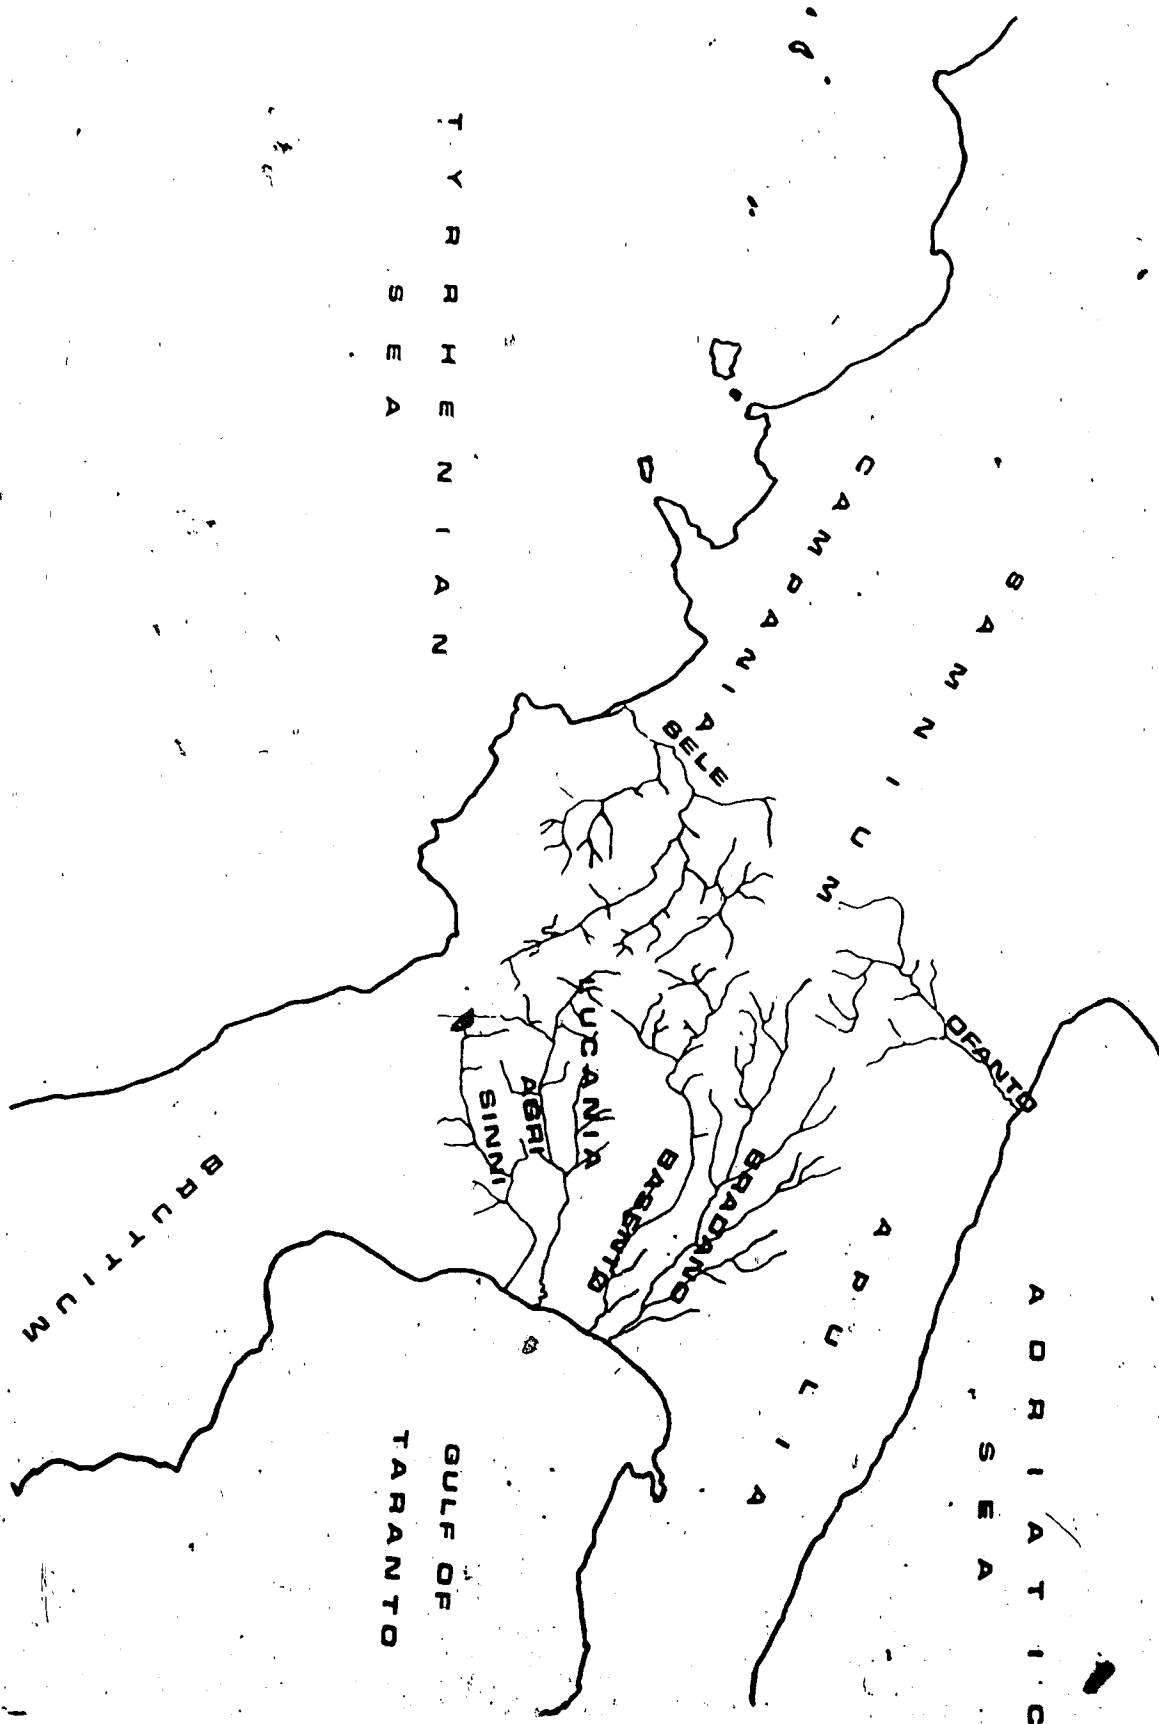 ADRIATIC
SEA
SAMNIUM
OFANTO
CAMPANIA
APULIA
SELE
BRADANO
BASENTO
LUCANIA
AGRI
SINNI
TYRRHENIAN
SEA
GULF OF
TARANTO
BRUTTIUM